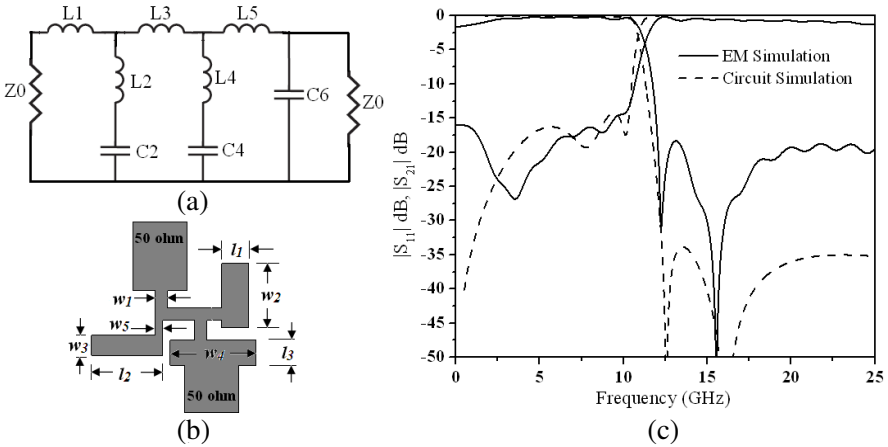 L1 L3 L5
Z0 L2 L4 C6 Z0
C2 C4
(a)
50 ohm
l1
w1 w2
w5
w3 w4 l3
l2
50 ohm
(b)
|S11| dB, |S21| dB
0
-5
-10
-15
-20
-25
-30
-35
-40
-45
-50
EM Simulation
Circuit Simulation
0 5 10 15 20 25
Frequency (GHz)
(c)